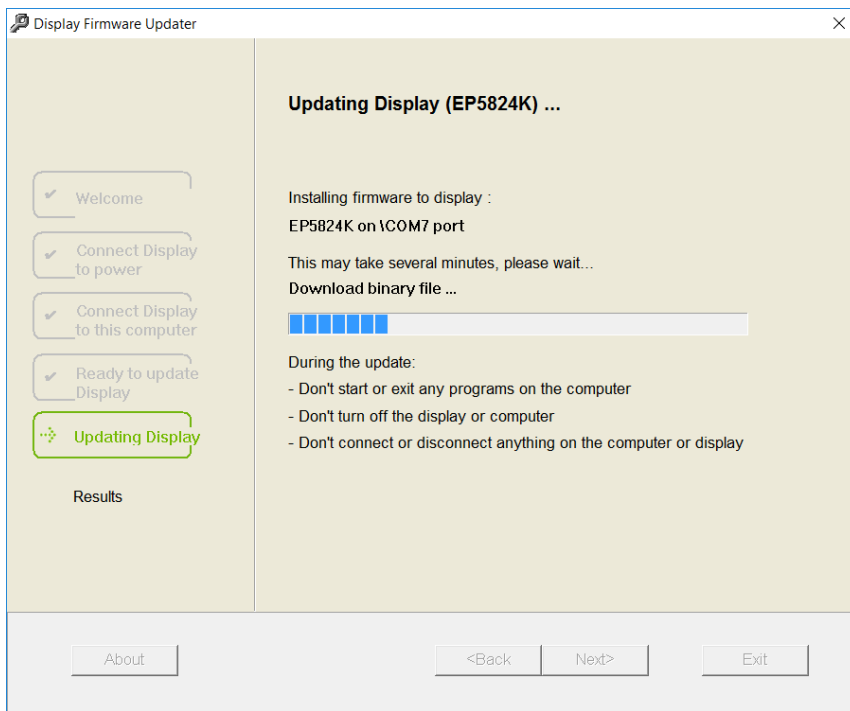 Display Firmware Updater
Updating Display (EP5824K) ...
Welcome
Connect Display
to power
Connect Display
to this computer
Ready to update
Display
Updating Display
Results
Installing firmware to display :
EP5824K on \COM7 port
This may take several minutes, please wait...
Download binary file ...
During the update:
- Don't start or exit any programs on the computer
- Don't turn off the display or computer
- Don't connect or disconnect anything on the computer or display
About
<Back
Next>
Exit